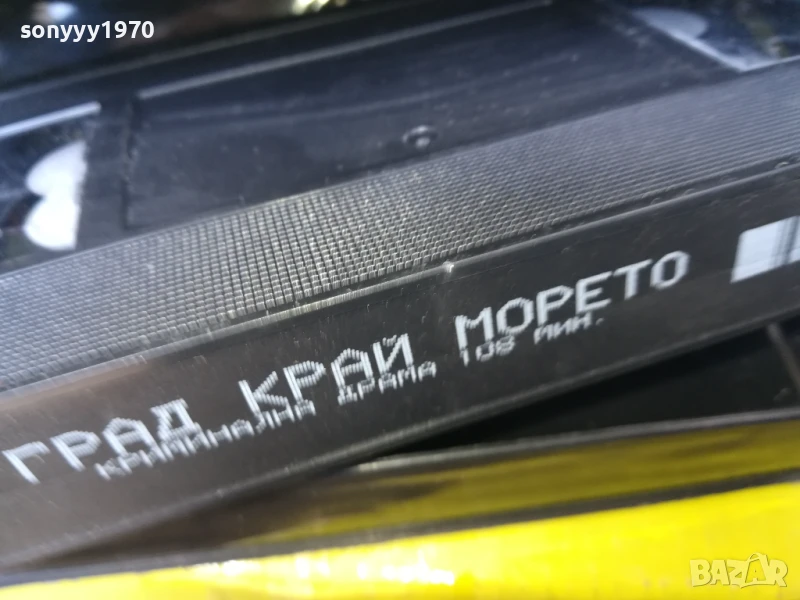 sonyyy1970
ГРАД КРАЙ МОРЕТО
КРИМИНАЛНА ДРАМА 108 МИН.
BAZAR